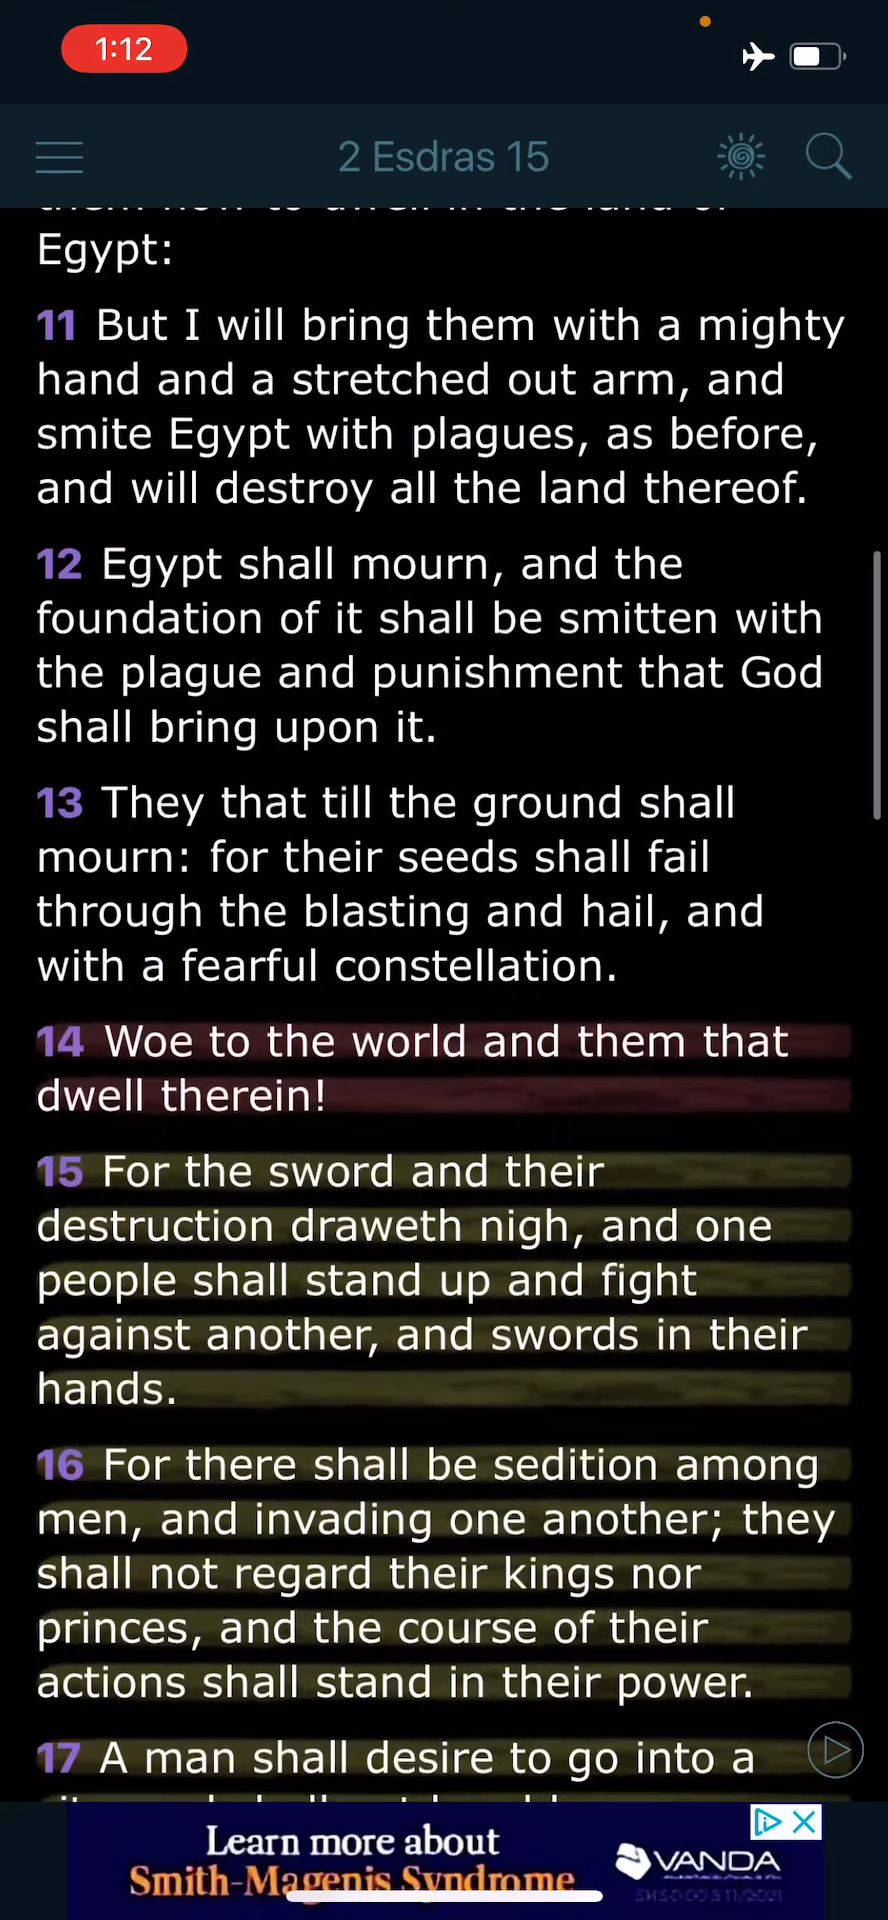 1:12
2 Esdras 15
them now to dwell in the land of
Egypt:
11 But I will bring them with a mighty
hand and a stretched out arm, and
smite Egypt with plagues, as before,
and will destroy all the land thereof.
12 Egypt shall mourn, and the
foundation of it shall be smitten with
the plague and punishment that God
shall bring upon it.
13 They that till the ground shall
mourn: for their seeds shall fail
through the blasting and hail, and
with a fearful constellation.
14 Woe to the world and them that
dwell therein!
15 For the sword and their
destruction draweth nigh, and one
people shall stand up and fight
against another, and swords in their
hands.
16 For there shall be sedition among
men, and invading one another; they
shall not regard their kings nor
princes, and the course of their
actions shall stand in their power.
17 A man shall desire to go into a
Learn more about
Smith-Magenis Syndrome
VANDA